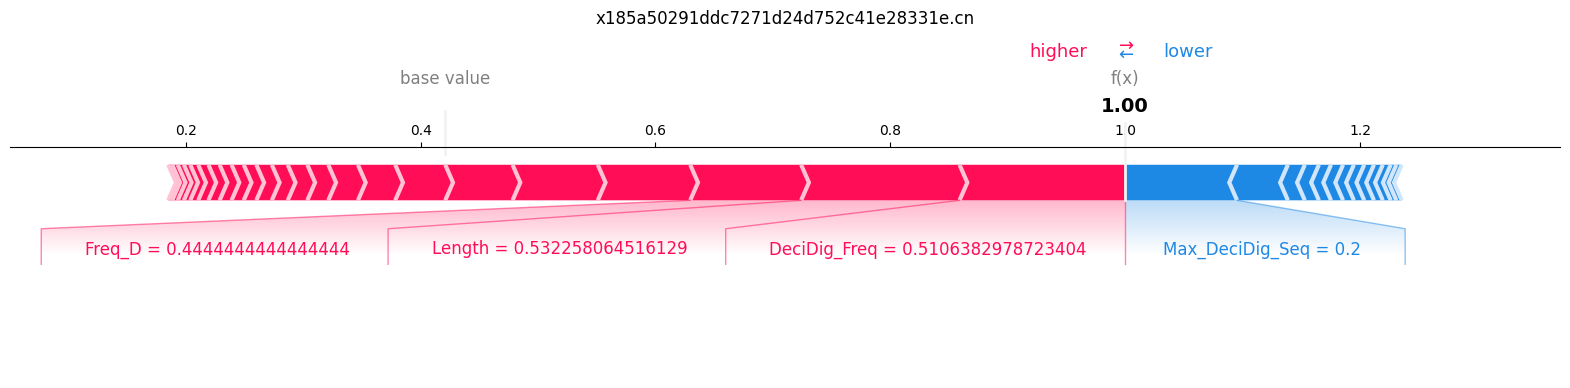 x185a50291ddc7271d24d752c41e28331e.cn
higher → ← lower
base value f(x)
1.00
0.2 0.4 0.6 0.8 1 0 1.2
Freq_D = 0.4444444444444444 Length = 0.532258064516129 DeciDig_Freq = 0.5106382978723404 Max_DeciDig_Seq = 0.2